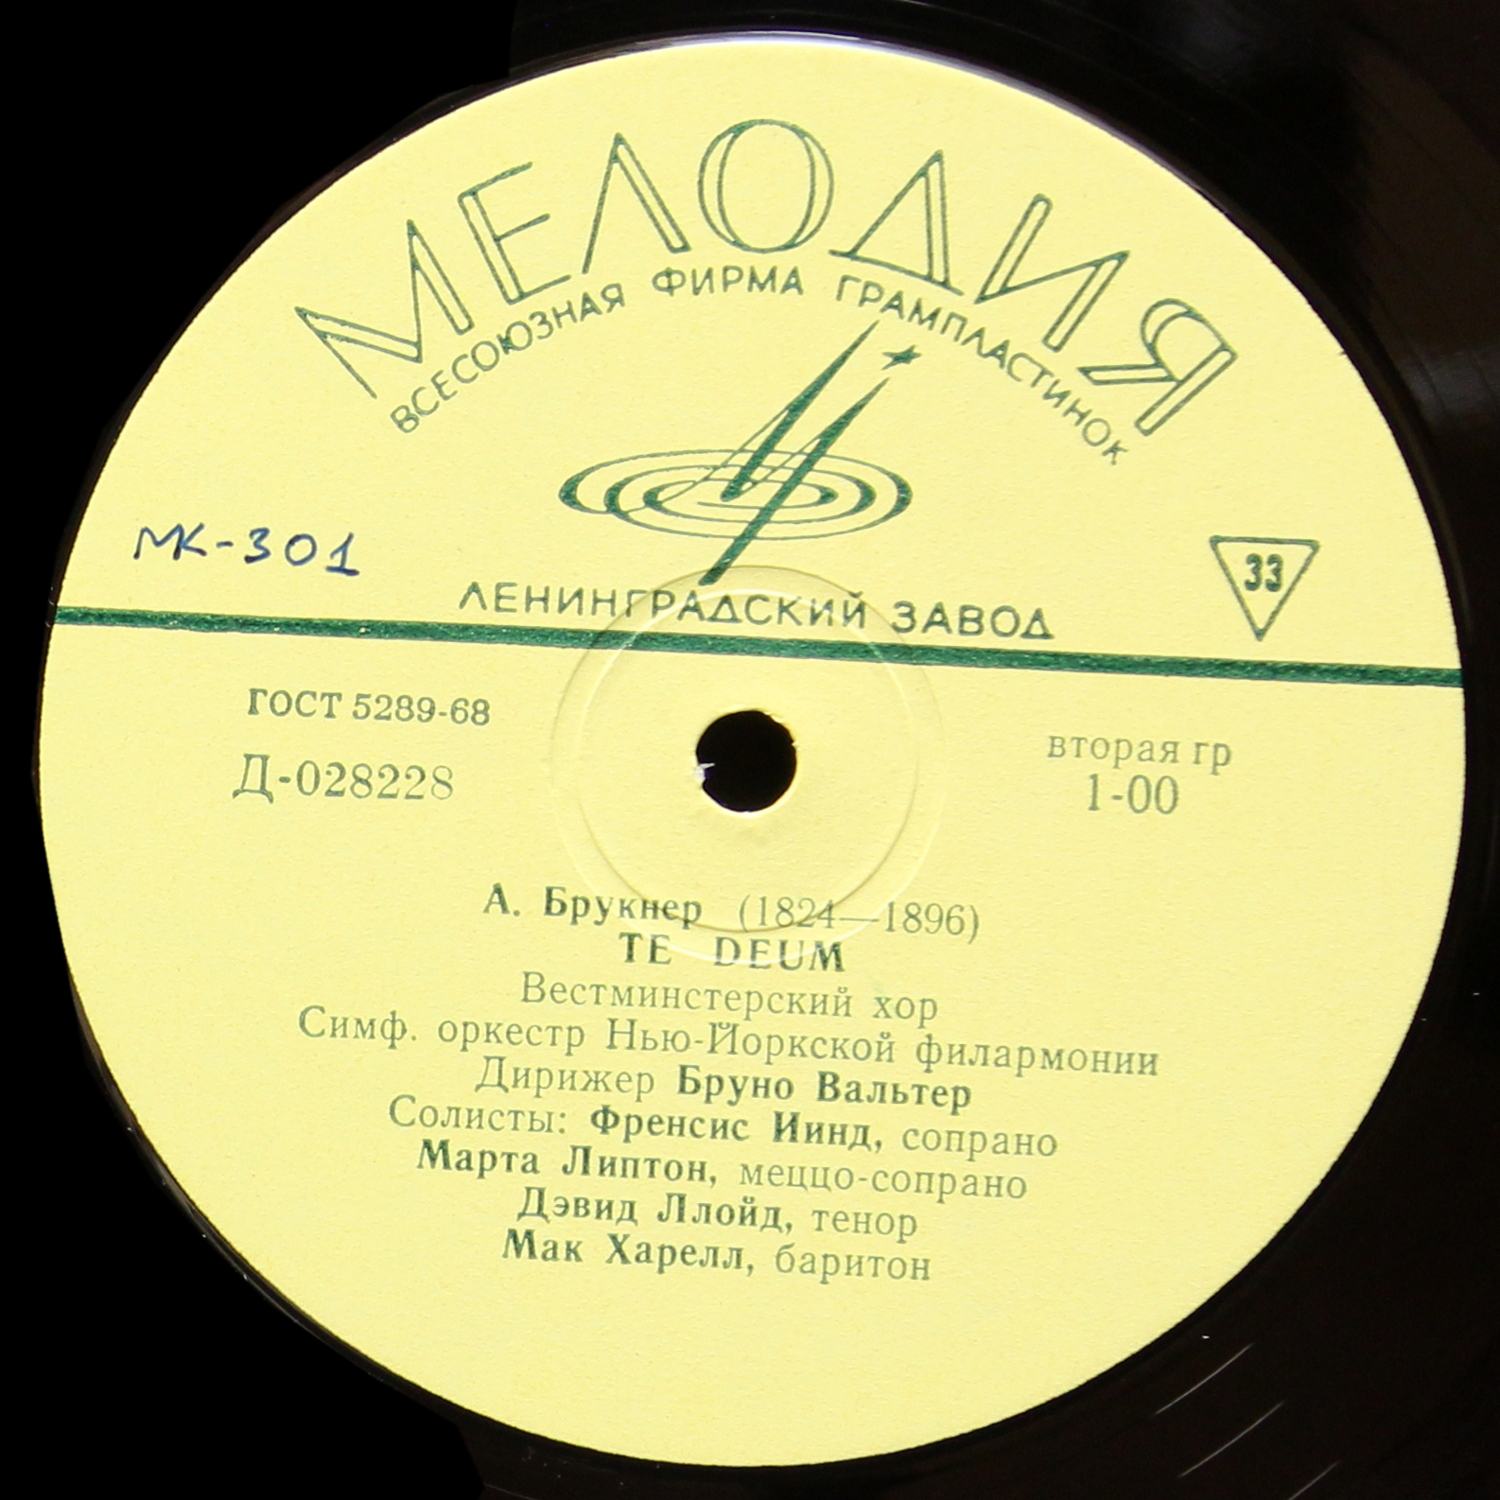 МЕЛОДИЯ
ВСЕСОЮЗНАЯ ФИРМА ГРАМПЛАСТИНОК
МК-301
33
ЛЕНИНГРАДСКИЙ ЗАВОД
ГОСТ 5289-68
Д-028228
вторая гр
1-00
А. Брукнер (1824—1896)
TE DEUM
Вестминстерский хор
Симф. оркестр Нью-Йоркской филармонии
Дирижер Бруно Вальтер
Солисты: Френсис Иинд, сопрано
Марта Липтон, меццо-сопрано
Дэвид Ллойд, тенор
Мак Харелл, баритон